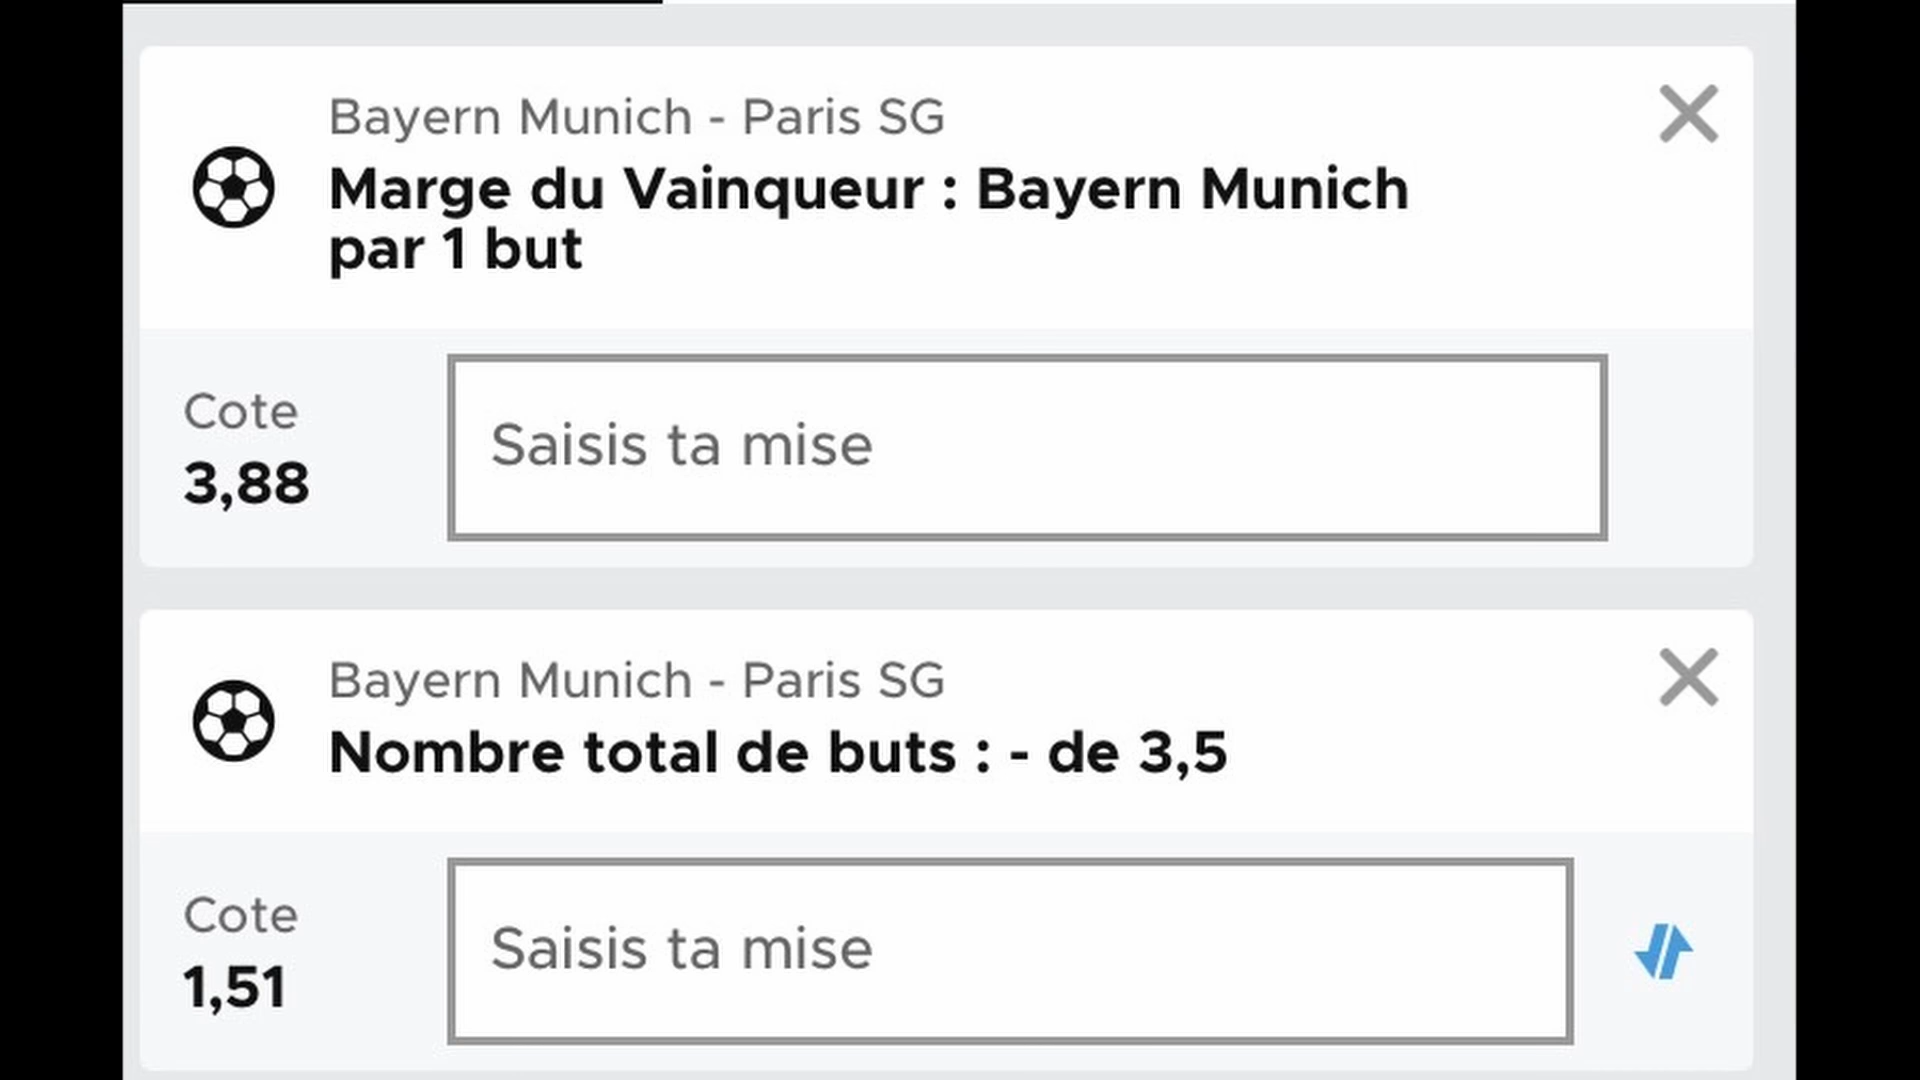 Bayern Munich - Paris SG
Marge du Vainqueur : Bayern Munich
par 1 but
Cote
3,88
Saisis ta mise
Bayern Munich - Paris SG
Nombre total de buts : - de 3,5
Cote
1,51
Saisis ta mise